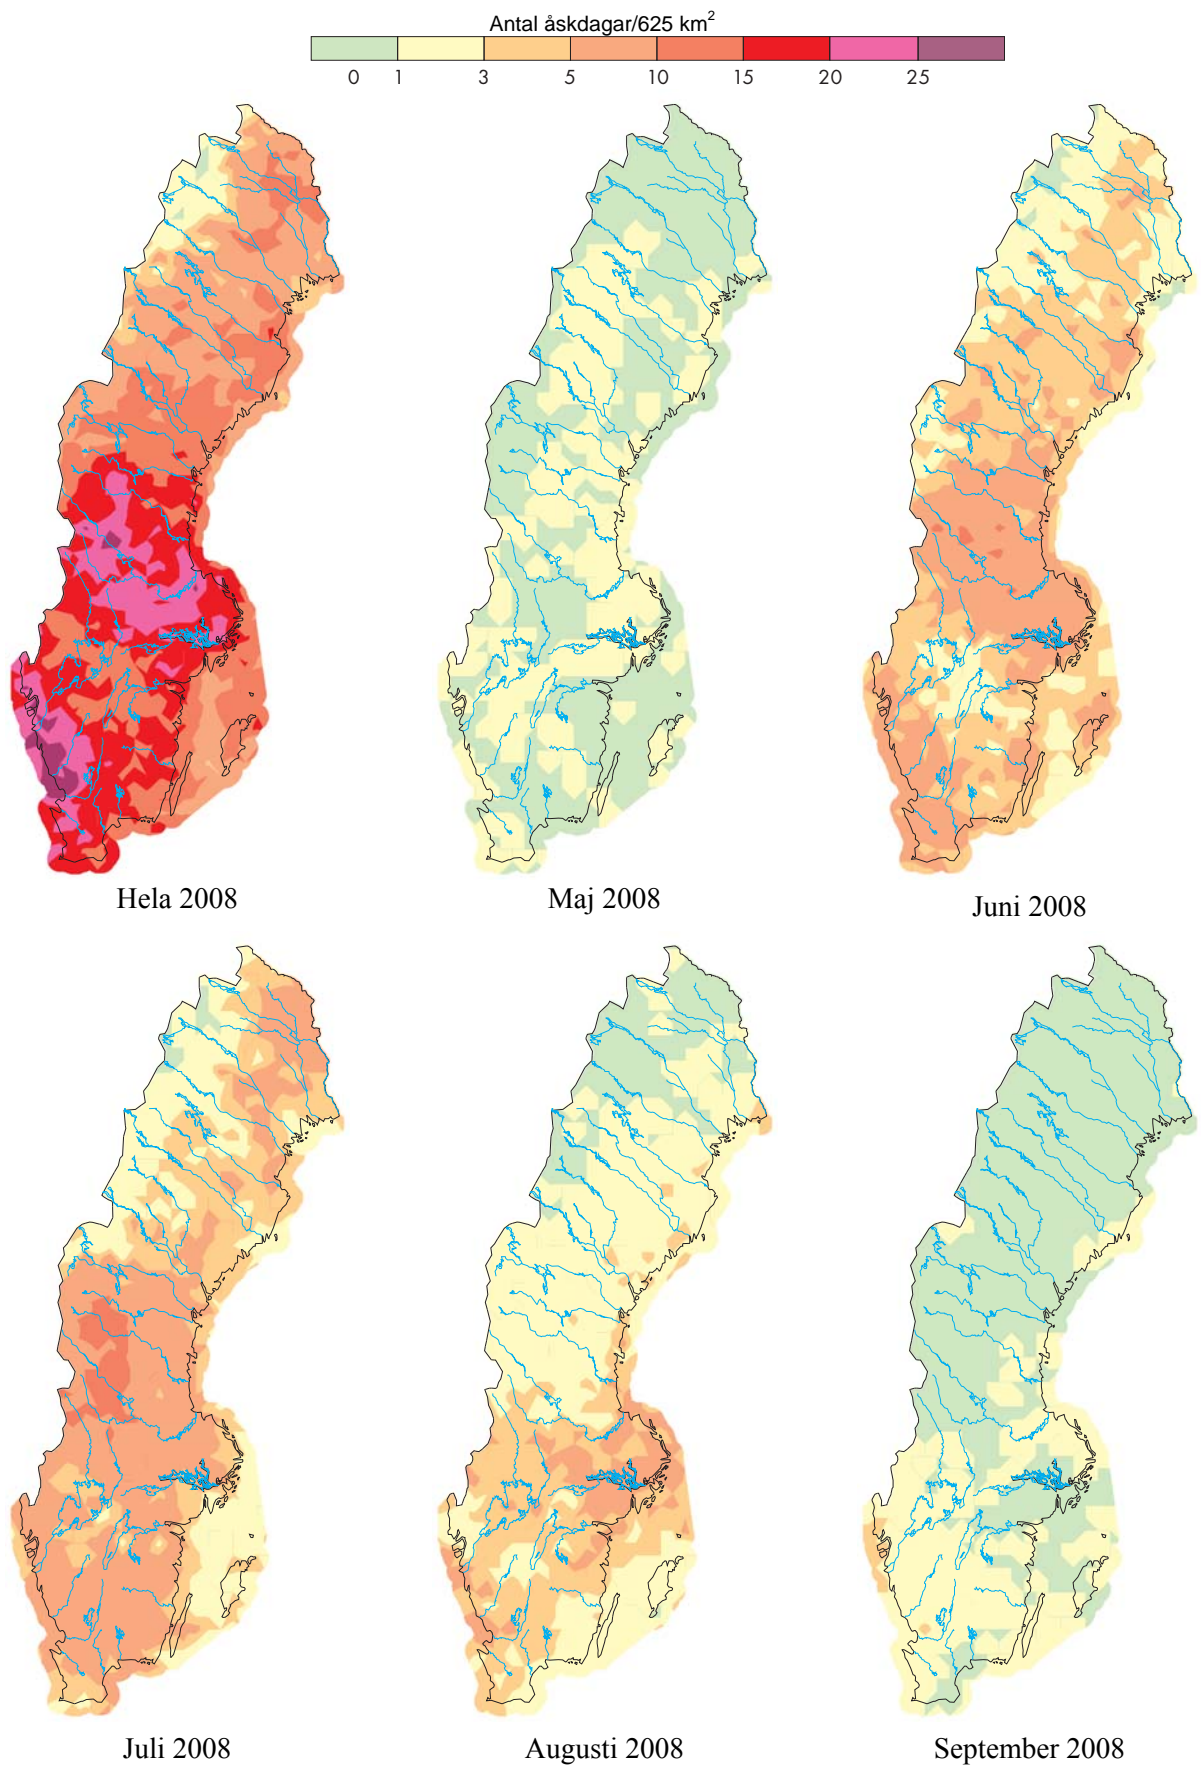 Antal åskdagar/625 km²
0 1 3 5 10 15 20 25
Hela 2008
Maj 2008
Juni 2008
Juli 2008
Augusti 2008
September 2008